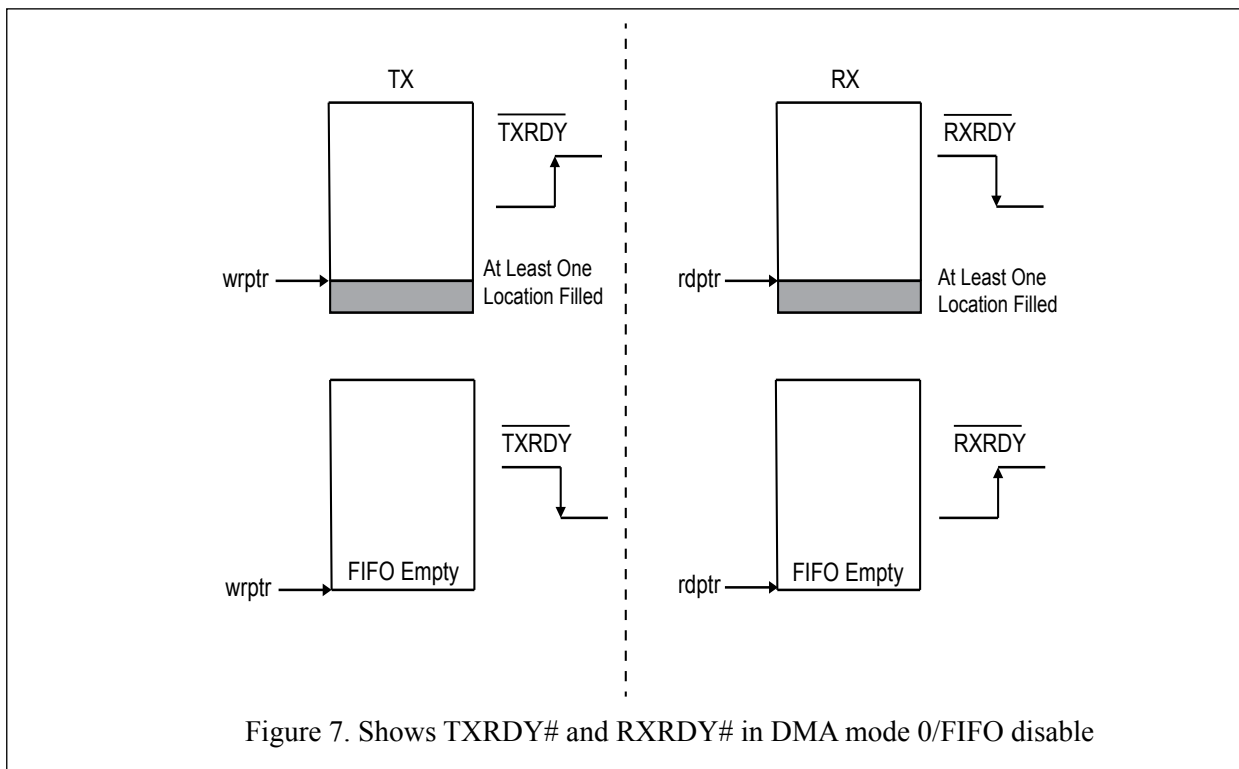 TX
TXRDY
wrptr
At Least One
Location Filled
TXRDY
FIFO Empty
wrptr
RX
RXRDY
rdptr
At Least One
Location Filled
RXRDY
FIFO Empty
rdptr
Figure 7. Shows TXRDY# and RXRDY# in DMA mode 0/FIFO disable